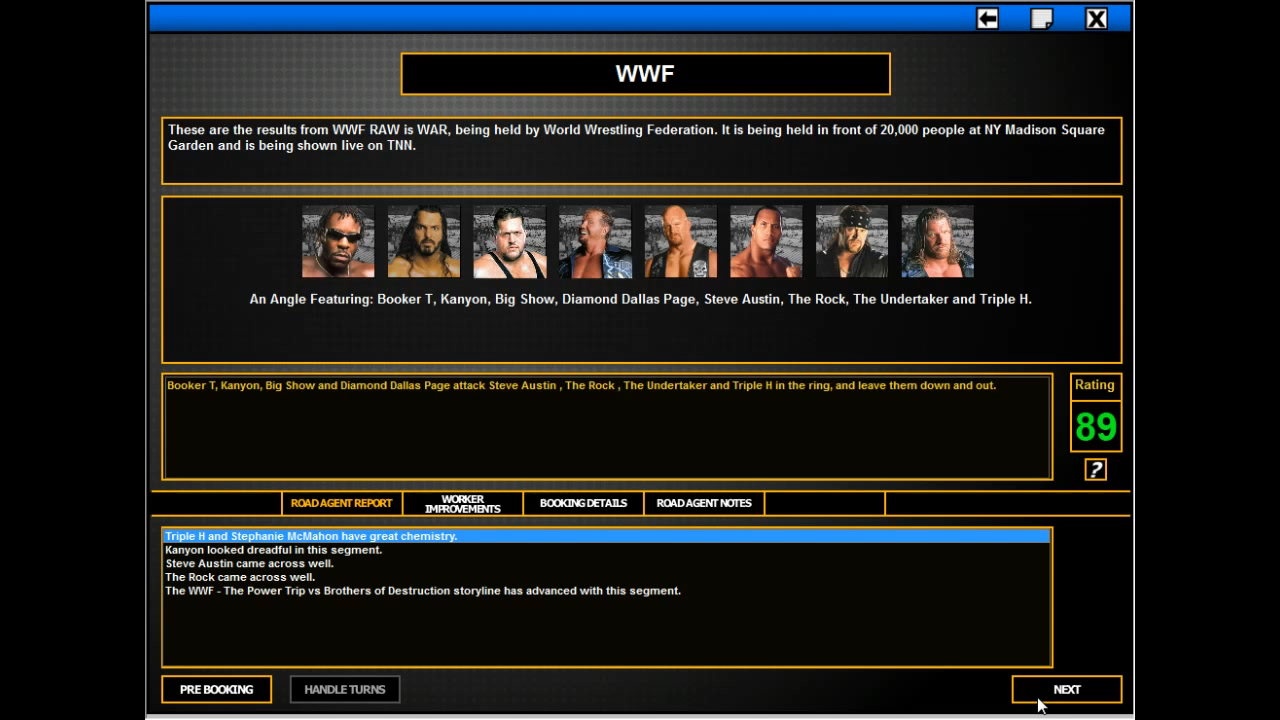 WWF
These are the results from WWF RAW is WAR, being held by World Wrestling Federation. It is being held in front of 20,000 people at NY Madison Square
Garden and is being shown live on TNN.
An Angle Featuring: Booker T, Kanyon, Big Show, Diamond Dallas Page, Steve Austin, The Rock, The Undertaker and Triple H.
Booker T, Kanyon, Big Show and Diamond Dallas Page attack Steve Austin , The Rock , The Undertaker and Triple H in the ring, and leave them down and out.
Rating
89
?
ROAD AGENT REPORT
WORKER
IMPROVEMENTS
BOOKING DETAILS
ROAD AGENT NOTES
Triple H and Stephanie McMahon have great chemistry.
Kanyon looked dreadful in this segment.
Steve Austin came across well.
The Rock came across well.
The WWF - The Power Trip vs Brothers of Destruction storyline has advanced with this segment.
PRE BOOKING
HANDLE TURNS
NEXT